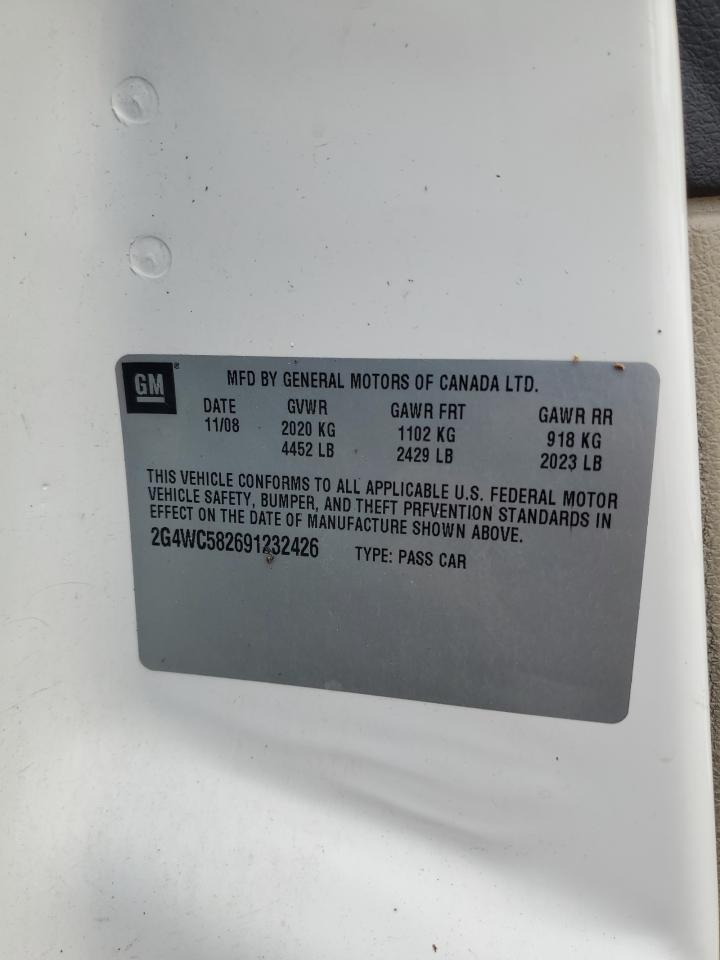 GM®
MFD BY GENERAL MOTORS OF CANADA LTD.
DATE GVWR GAWR FRT GAWR RR
11/08 2020 KG 1102 KG 918 KG
4452 LB 2429 LB 2023 LB
THIS VEHICLE CONFORMS TO ALL APPLICABLE U.S. FEDERAL MOTOR
VEHICLE SAFETY, BUMPER, AND THEFT PRFVENTION STANDARDS IN
EFFECT ON THE DATE OF MANUFACTURE SHOWN ABOVE.
2G4WC582691232426 TYPE: PASS CAR